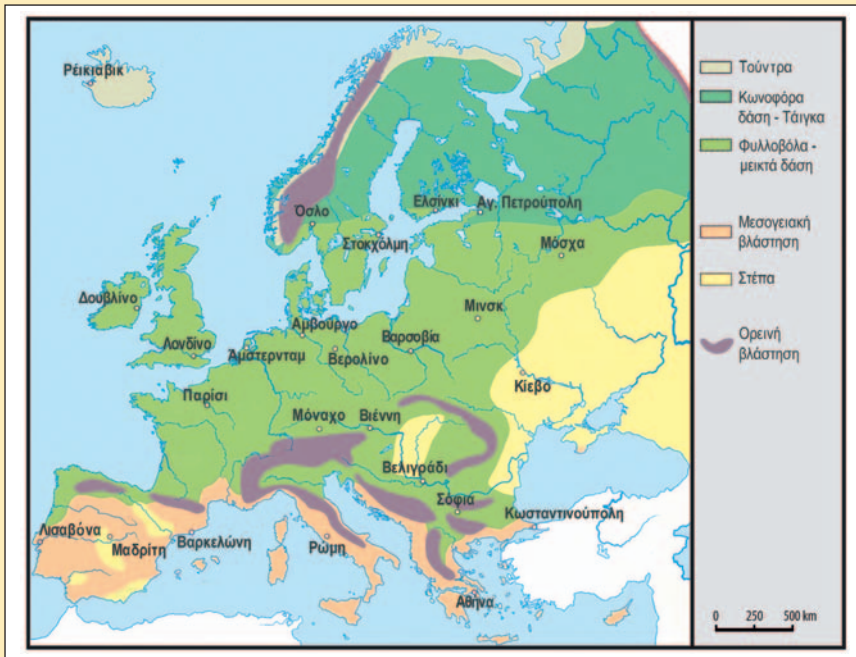 Ρέικιαβικ
Όσλο
Ελσίνκι
Αγ. Πετρούπολη
Στοκχόλμη
Μόσχα
Δουβλίνο
Μινσκ
Αμβούργο
Λονδίνο
Άμστερνταμ
Βερολίνο
Βαρσοβία
Κίεβο
Παρίσι
Μόναχο
Βιέννη
Βελιγράδι
Σόφια
Κωσταντινούπολη
Λισαβόνα
Μαδρίτη
Βαρκελώνη
Ρώμη
Αθήνα
Τούντρα
Κωνοφόρα
δάση - Τάιγκα
Φυλλοβόλα -
μεικτά δάση
Μεσογειακή
βλάστηση
Στέπα
Ορεινή
βλάστηση
0 250 500 km